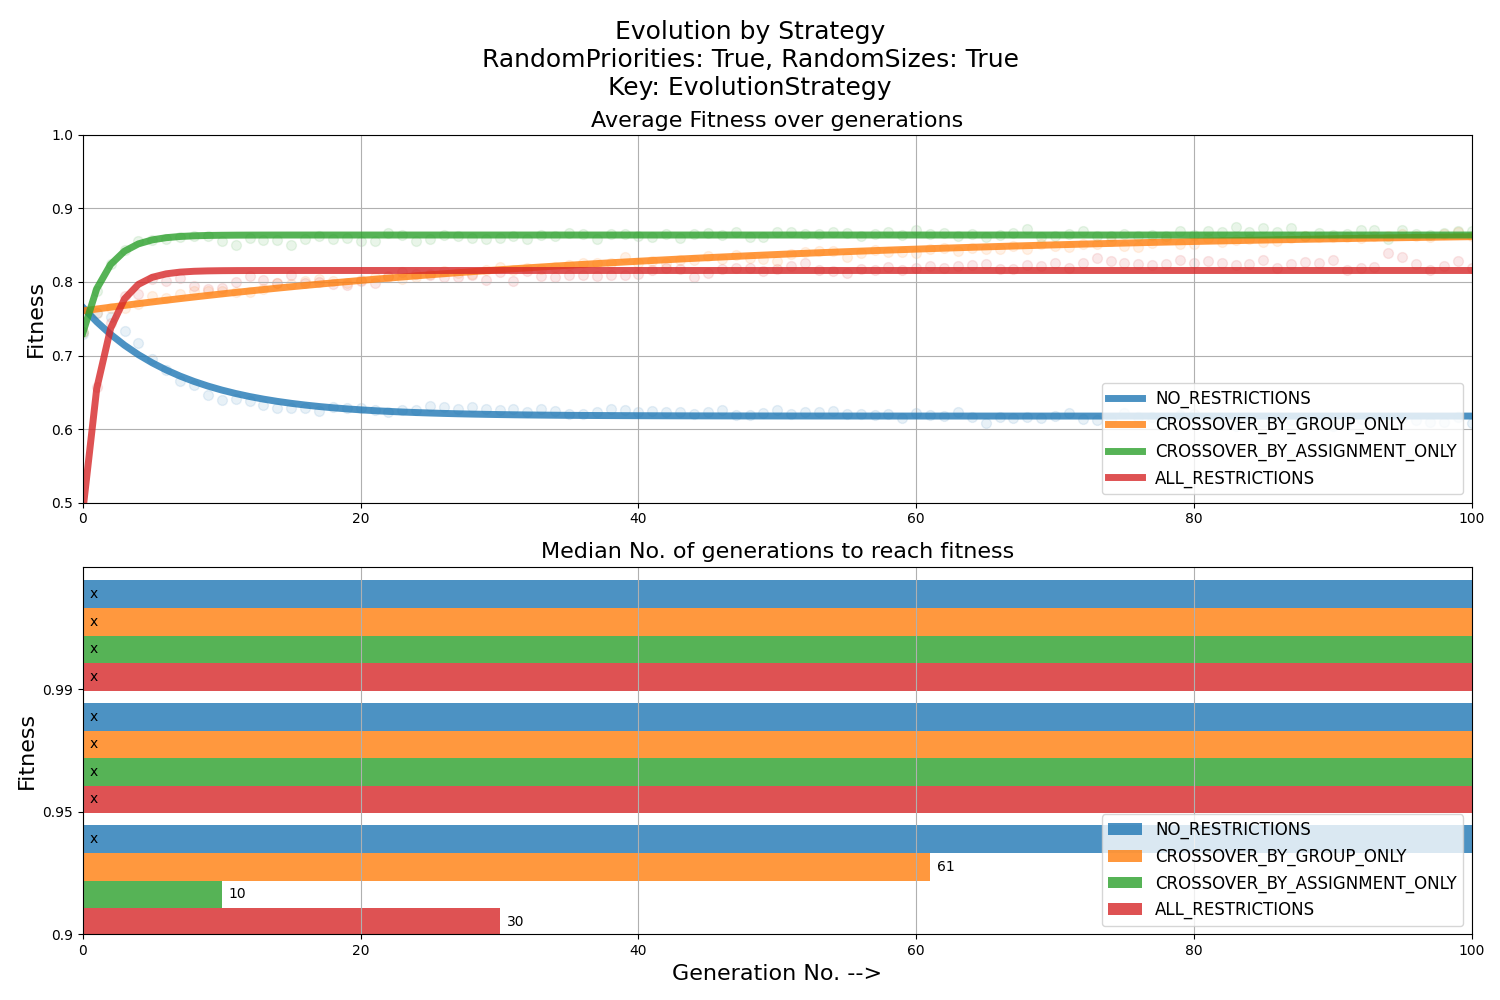 Evolution by Strategy
RandomPriorities: True, RandomSizes: True
Key: EvolutionStrategy
Average Fitness over generations
1.0
0.9
0.8
0.7
0.6
0.5
Fitness
NO_RESTRICTIONS
CROSSOVER_BY_GROUP_ONLY
CROSSOVER_BY_ASSIGNMENT_ONLY
ALL_RESTRICTIONS
0 20 40 60 80 100
Median No. of generations to reach fitness
x
x
x
x
0.99
x
x
x
x
0.95
x
61
10
30
0.9
Fitness
NO_RESTRICTIONS
CROSSOVER_BY_GROUP_ONLY
CROSSOVER_BY_ASSIGNMENT_ONLY
ALL_RESTRICTIONS
0 20 40 60 80 100
Generation No. -->